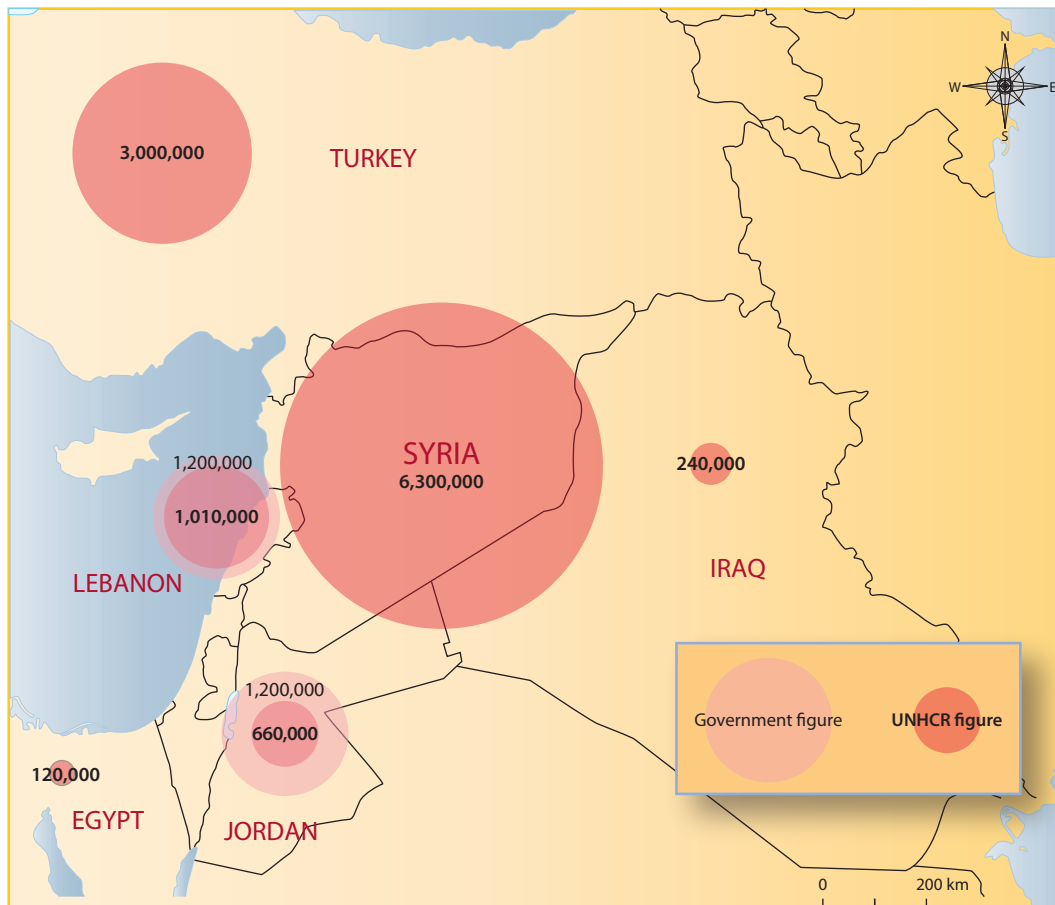 N
W
E
S
3,000,000
TURKEY
SYRIA
6,300,000
1,200,000
1,010,000
240,000
LEBANON
IRAQ
1,200,000
660,000
Government figure
UNHCR figure
120,000
EGYPT
JORDAN
0
200 km